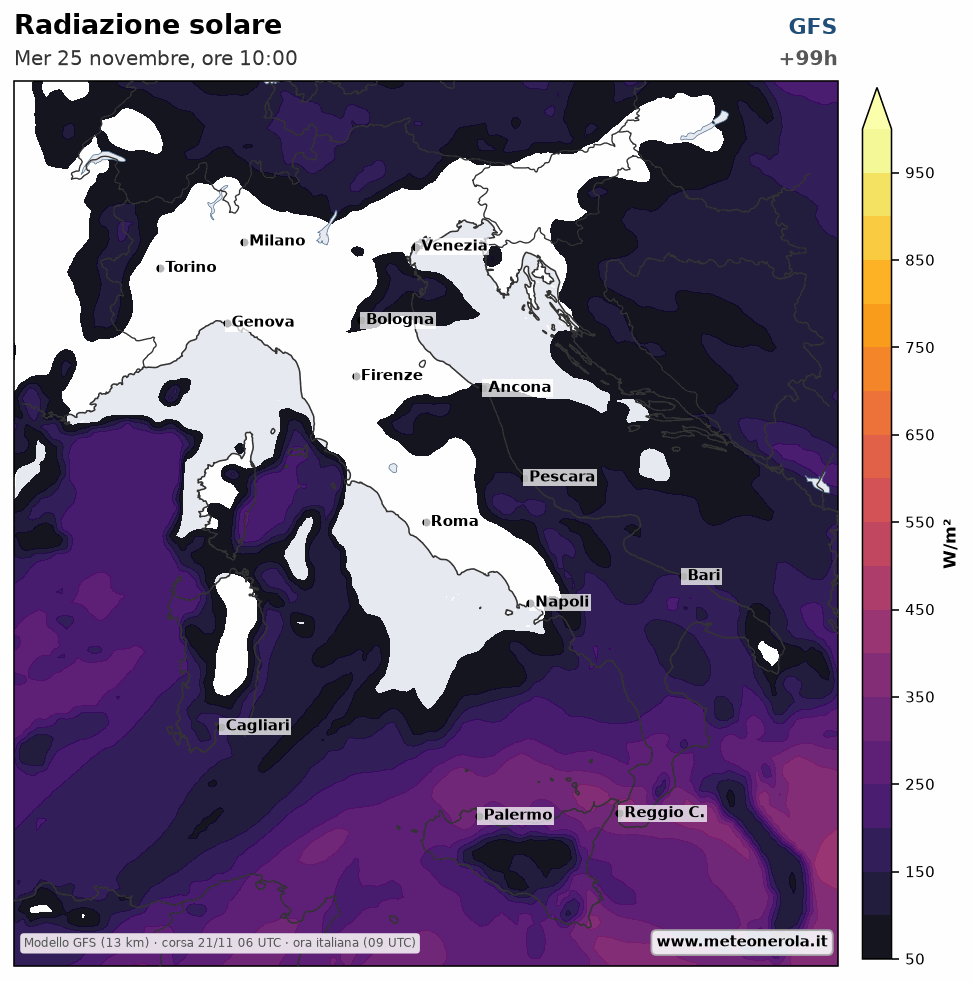 Radiazione solare
GFS
Mer 25 novembre, ore 10:00
+99h
950
850
750
650
550
450
350
250
150
50
W/m²
Milano
Venezia
Torino
Genova
Bologna
Firenze
Ancona
Pescara
Roma
Bari
Napoli
Cagliari
Palermo
Reggio C.
Modello GFS (13 km) · corsa 21/11 06 UTC · ora italiana (09 UTC)
www.meteonerola.it